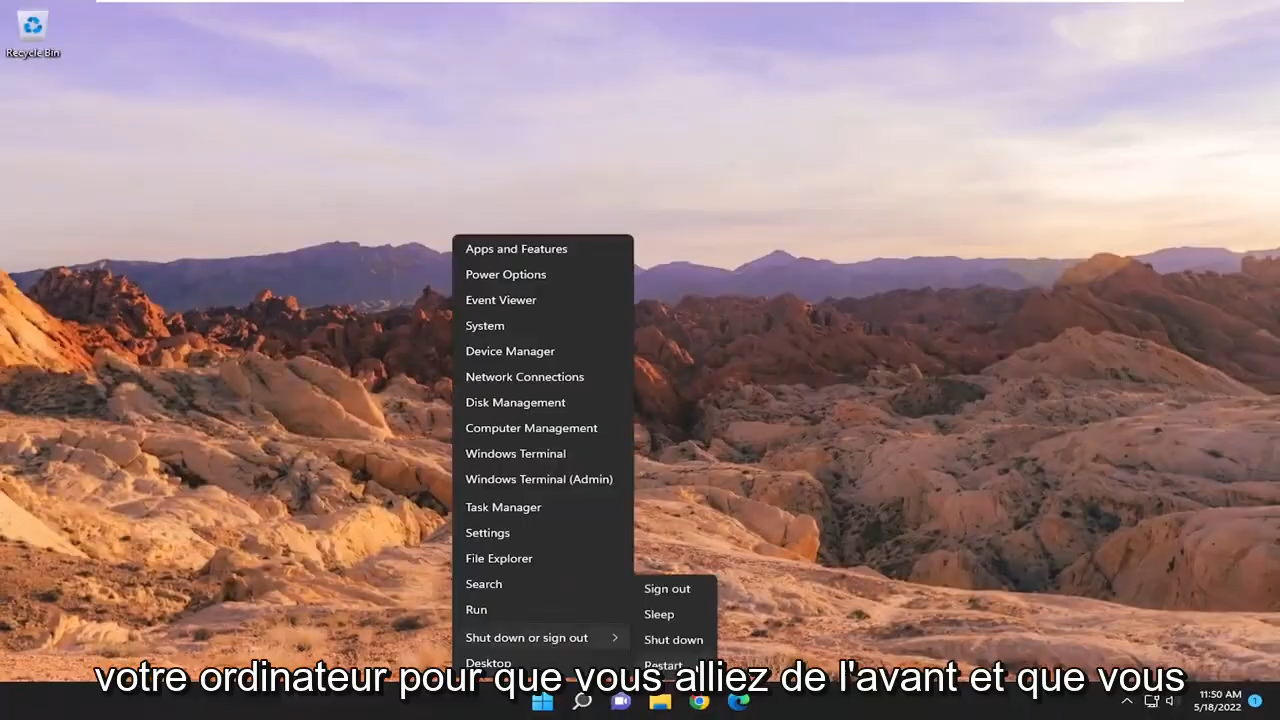 Recycle Bin
Apps and Features
Power Options
Event Viewer
System
Device Manager
Network Connections
Disk Management
Computer Management
Windows Terminal
Windows Terminal (Admin)
Task Manager
Settings
File Explorer
Search
Run
Shut down or sign out
Desktop
Sign out
Sleep
Shut down
Restart
votre ordinateur pour que vous alliez de l'avant et que vous
11:50 AM
5/18/2022
1